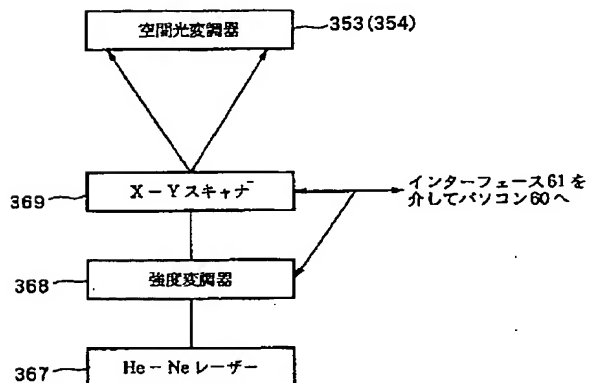 空間光変調器
353(354)
X－Yスキャナー
369
インターフェース61を
介してパソコン60へ
強度変調器
368
He－Neレーザー
367